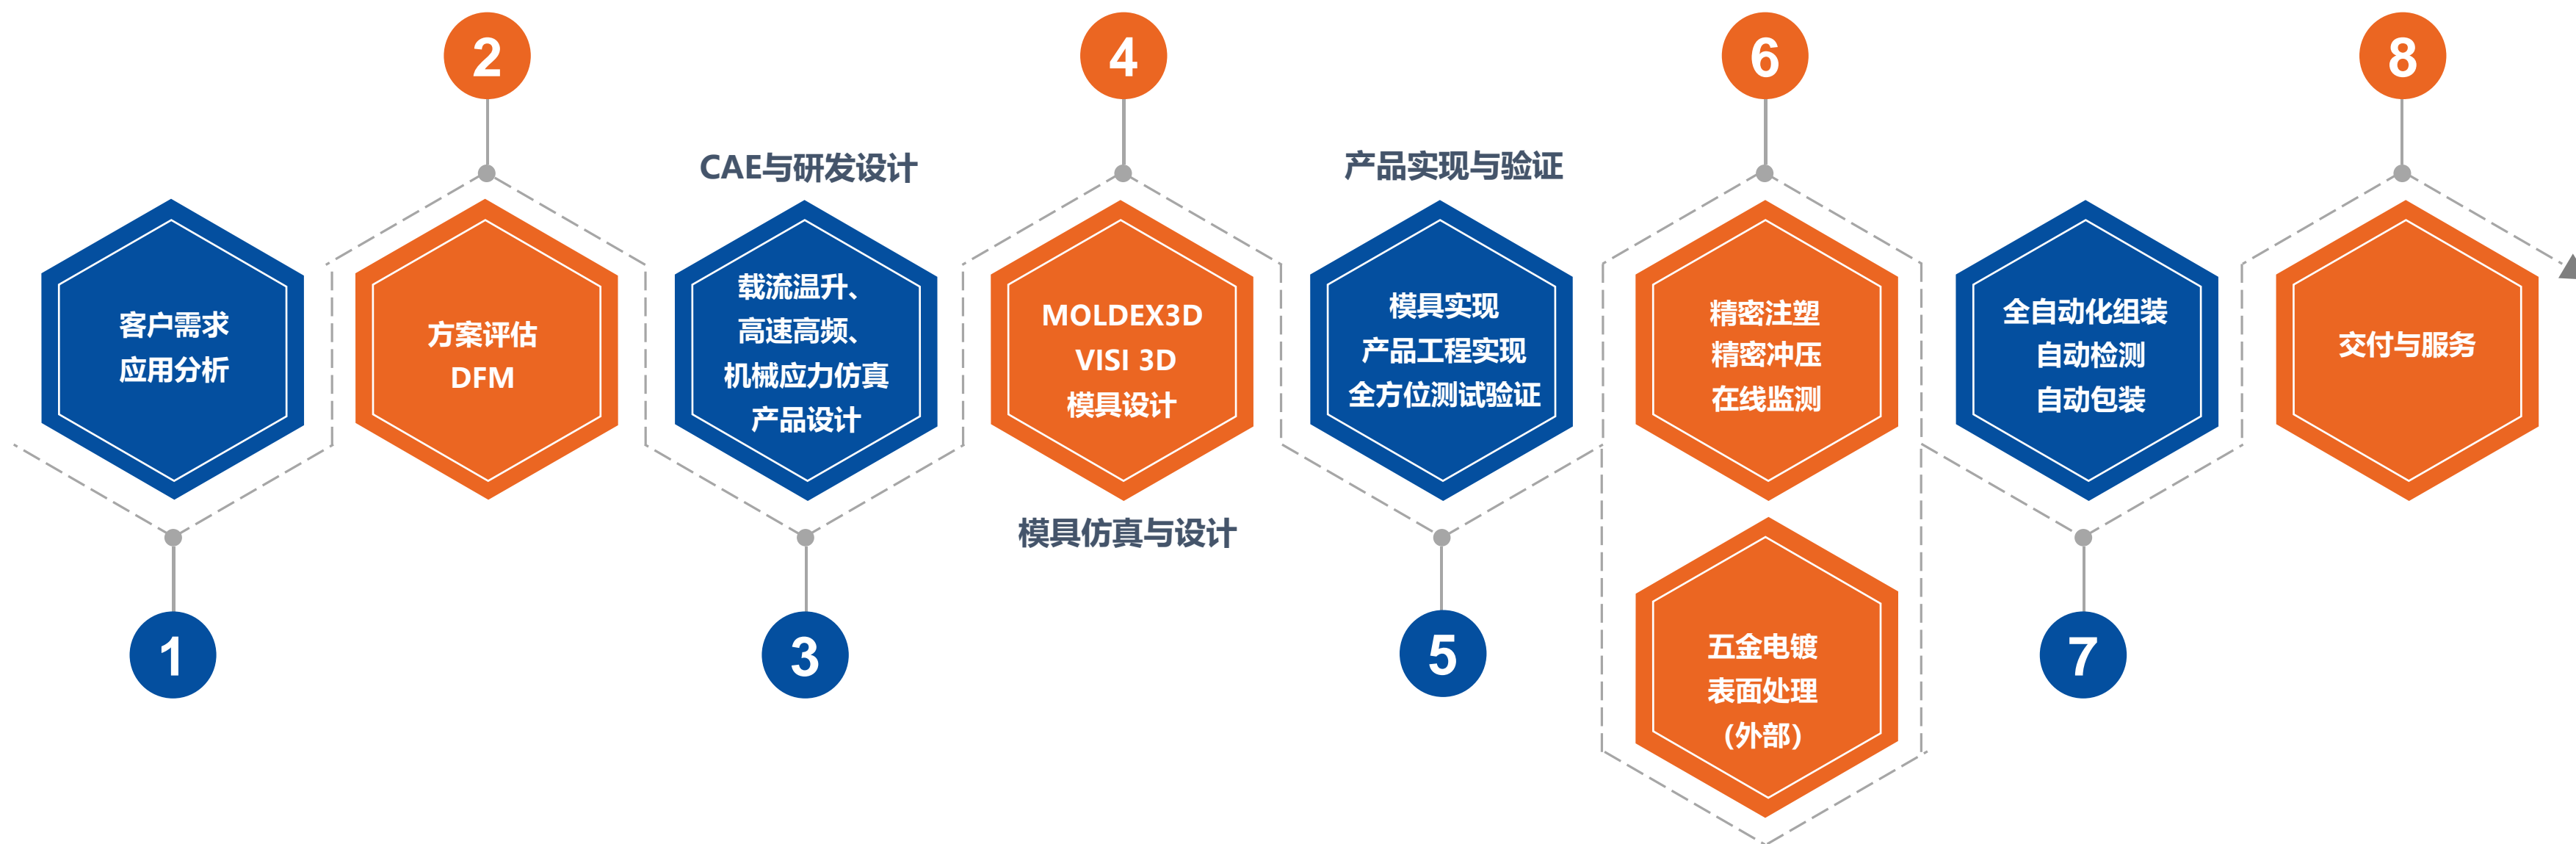 1
客户需求
应用分析
2
方案评估
DFM
3
CAE与研发设计
载流温升、
高速高频、
机械应力仿真
产品设计
4
MOLDEX3D
VISI 3D
模具设计
模具仿真与设计
5
产品实现与验证
模具实现
产品工程实现
全方位测试验证
6
精密注塑
精密冲压
在线监测
五金电镀
表面处理
（外部）
7
全自动化组装
自动检测
自动包装
8
交付与服务